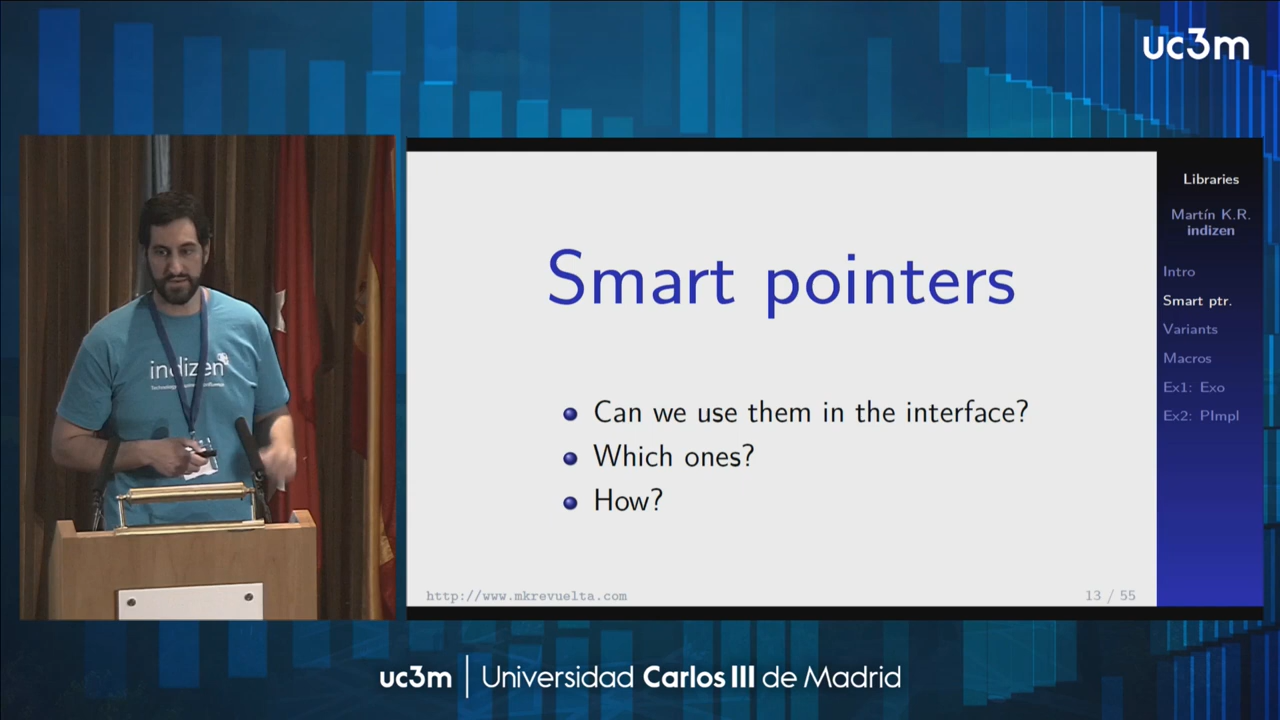 uc3m
indizen
Smart pointers
Can we use them in the interface?
Which ones?
How?
http://www.mkrevuelta.com
13 / 55
Libraries
Martín K.R.
indizen
Intro
Smart ptr.
Variants
Macros
Ex1: Exo
Ex2: PImpl
uc3m | Universidad Carlos III de Madrid